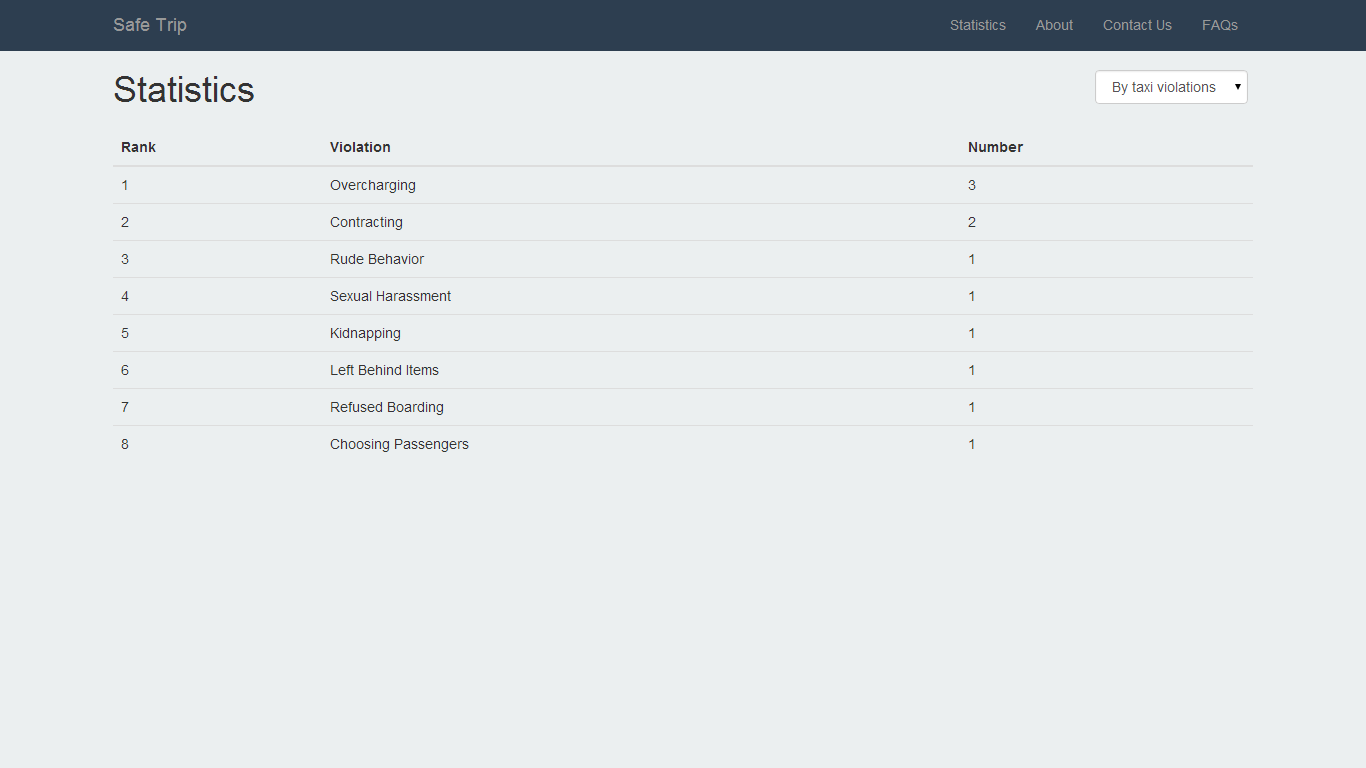 Safe Trip Statistics About Contact Us FAQs
Statistics By taxi violations
Rank Violation Number
1 Overcharging 3
2 Contracting 2
3 Rude Behavior 1
4 Sexual Harassment 1
5 Kidnapping 1
6 Left Behind Items 1
7 Refused Boarding 1
8 Choosing Passengers 1